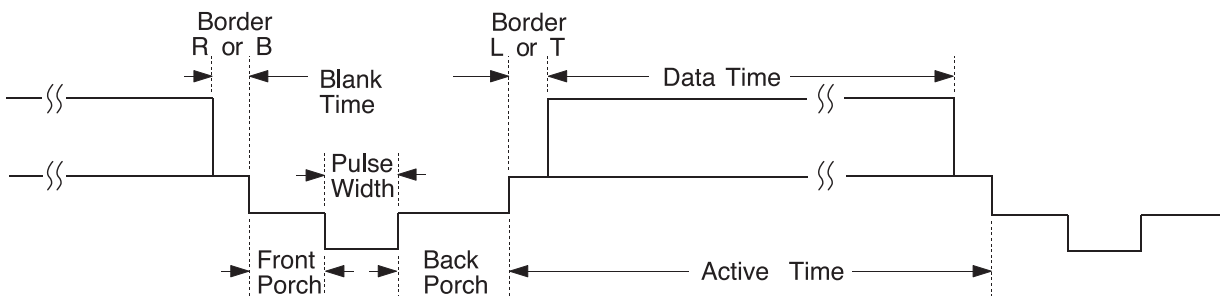 Border
R or B
Border
L or T
Blank
Time
Data Time
Pulse
Width
Front
Porch
Back
Porch
Active Time